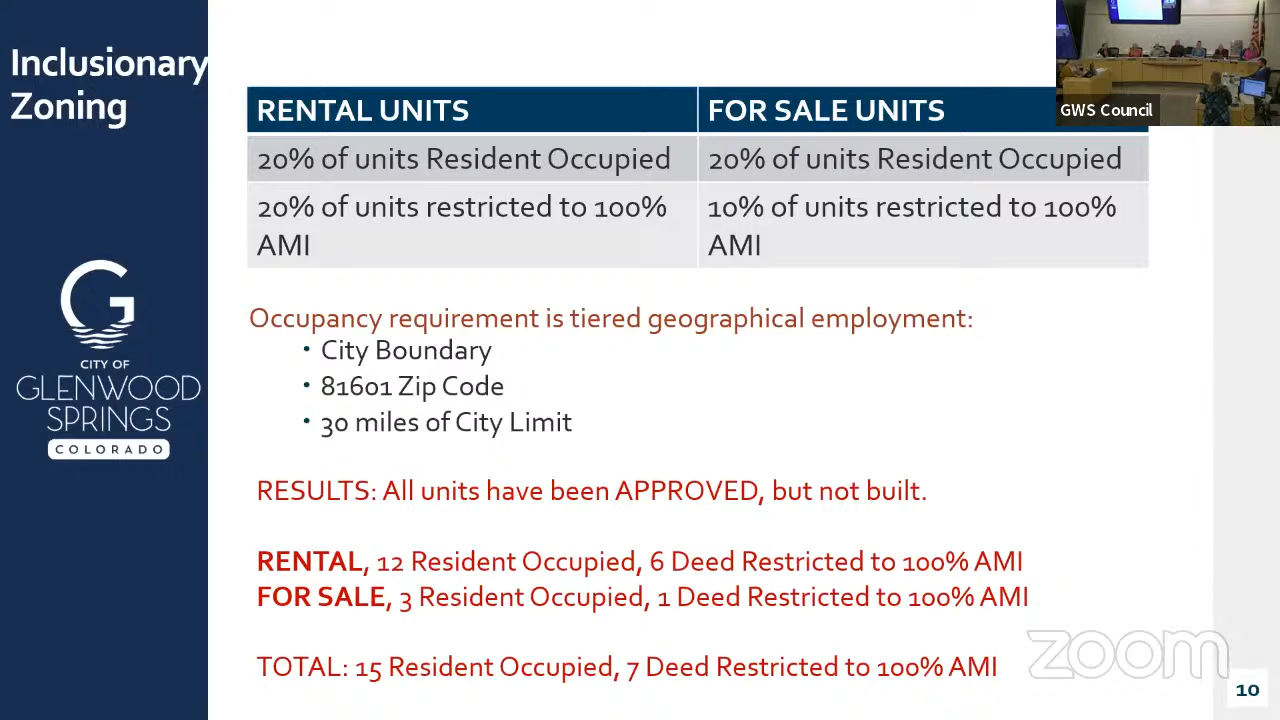 Inclusionary
Zoning
GWS Council
RENTAL UNITS
FOR SALE UNITS
20% of units Resident Occupied
20% of units Resident Occupied
20% of units restricted to 100%
AMI
10% of units restricted to 100%
AMI
Occupancy requirement is tiered geographical employment:
• City Boundary
• 81601 Zip Code
• 30 miles of City Limit
RESULTS: All units have been APPROVED, but not built.
RENTAL, 12 Resident Occupied, 6 Deed Restricted to 100% AMI
FOR SALE, 3 Resident Occupied, 1 Deed Restricted to 100% AMI
TOTAL: 15 Resident Occupied, 7 Deed Restricted to 100% AMI
G
CITY OF
GLENWOOD
SPRINGS
COLORADO
zoom
10